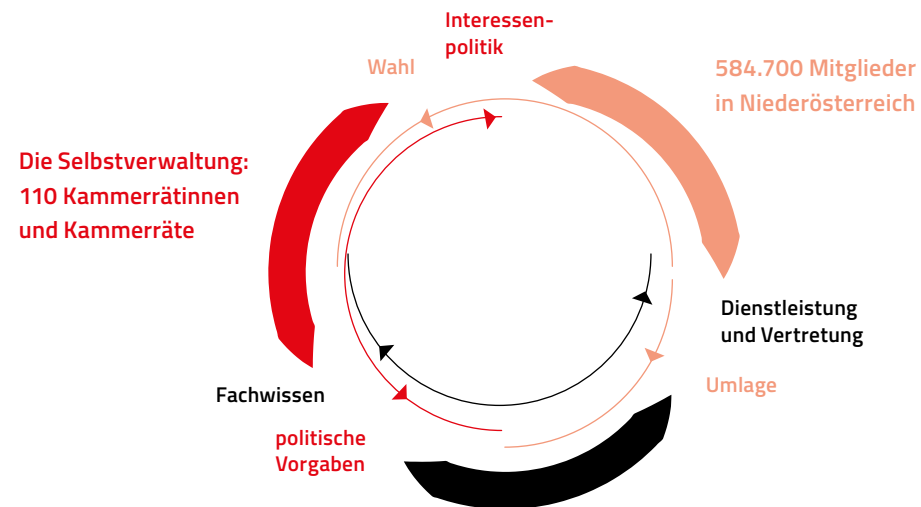 Interessen-
politik
Wahl
584.700 Mitglieder
in Niederösterreich
Die Selbstverwaltung:
110 Kammerrätinnen
und Kammerräte
Dienstleistung
und Vertretung
Umlage
Fachwissen
politische
Vorgaben